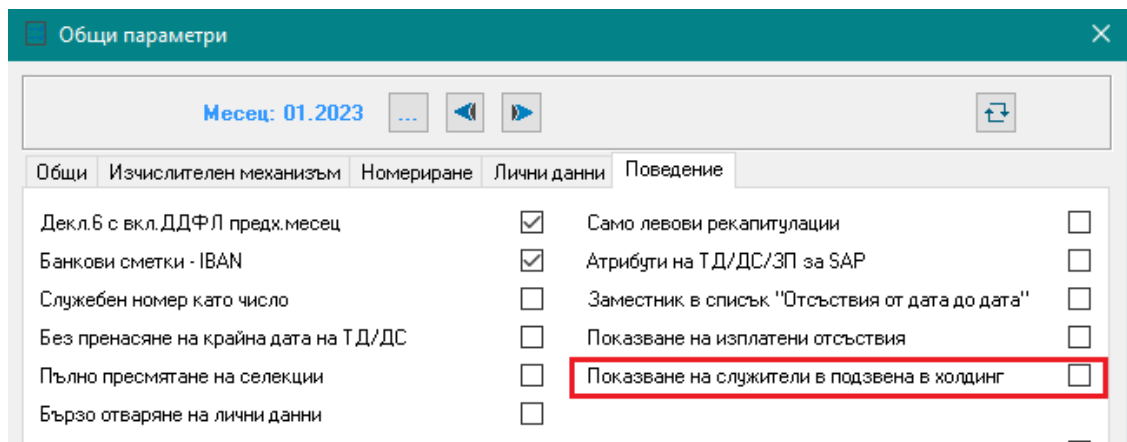 Общи параметри
Месец: 01.2023 ...
Общи Изчислителен механизъм Номериране Лични данни Поведение
Декл.6 с вкл.ДДФЛ предх.месец
Банкови сметки - IBAN
Служебен номер като число
Без пренасяне на крайна дата на ТД/ДС
Пълно пресмятане на селекции
Бързо отваряне на лични данни
Само левови рекапитулации
Атрибути на ТД/ДС/ЗП за SAP
Заместник в списък "Отсъствия от дата до дата"
Показване на изплатени отсъствия
Показване на служители в подзвена в холдинг